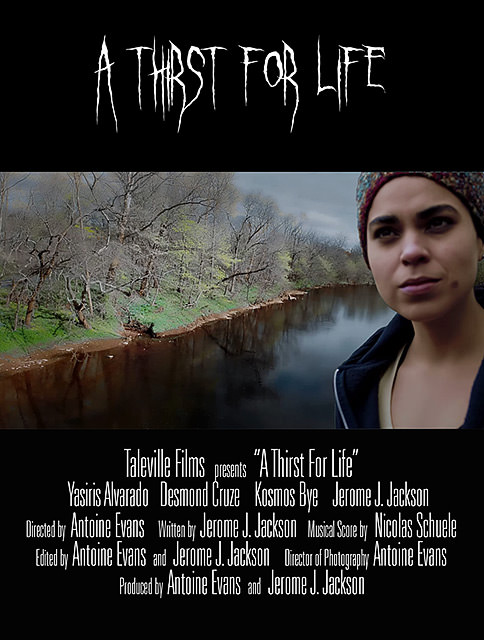 A THIRST FOR LIFE
Taleville Films presents "A Thirst For Life"
Yasiris Alvarado Desmond Cruze Kosmos Bye Jerome J. Jackson
Directed by Antoine Evans Written by Jerome J. Jackson Musical Score by Nicolas Schuele
Edited by Antoine Evans and Jerome J. Jackson Director of Photography Antoine Evans
Produced by Antoine Evans and Jerome J. Jackson